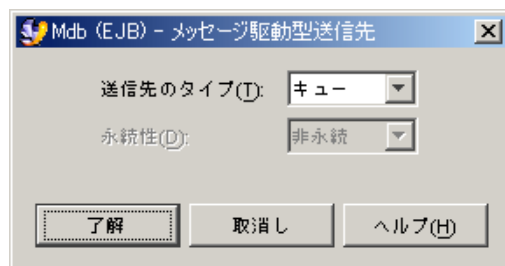 Mdb (EJB) - メッセージ駆動型送信先
送信先のタイプ(T): キュー
永続性(D): 非永続
了解 取消し ヘルプ(H)